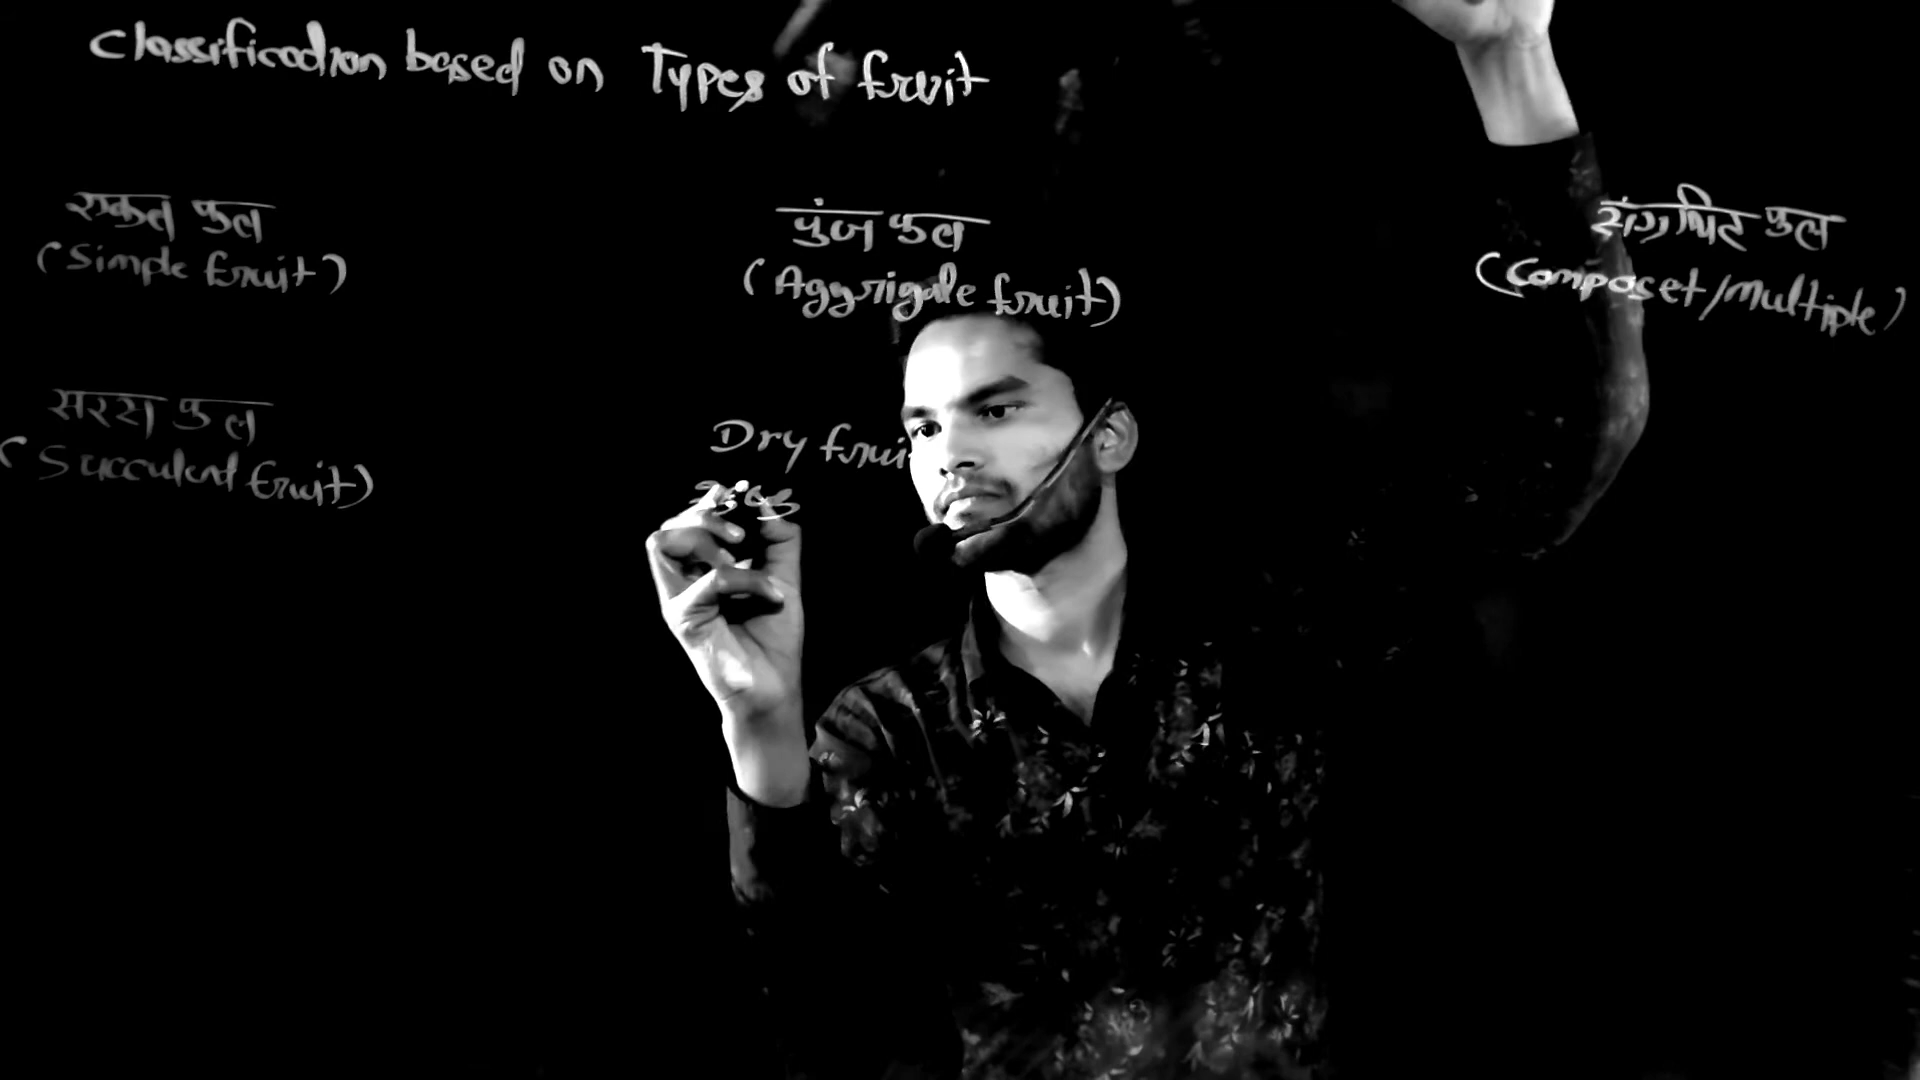 Classification based on Types of fruit
एकल फल
(Simple fruit)
पुंज फल
(Aggrigate fruit)
संग्रथित फल
(Composet/multiple)
सरस फल
(Succulent fruit)
Dry frui